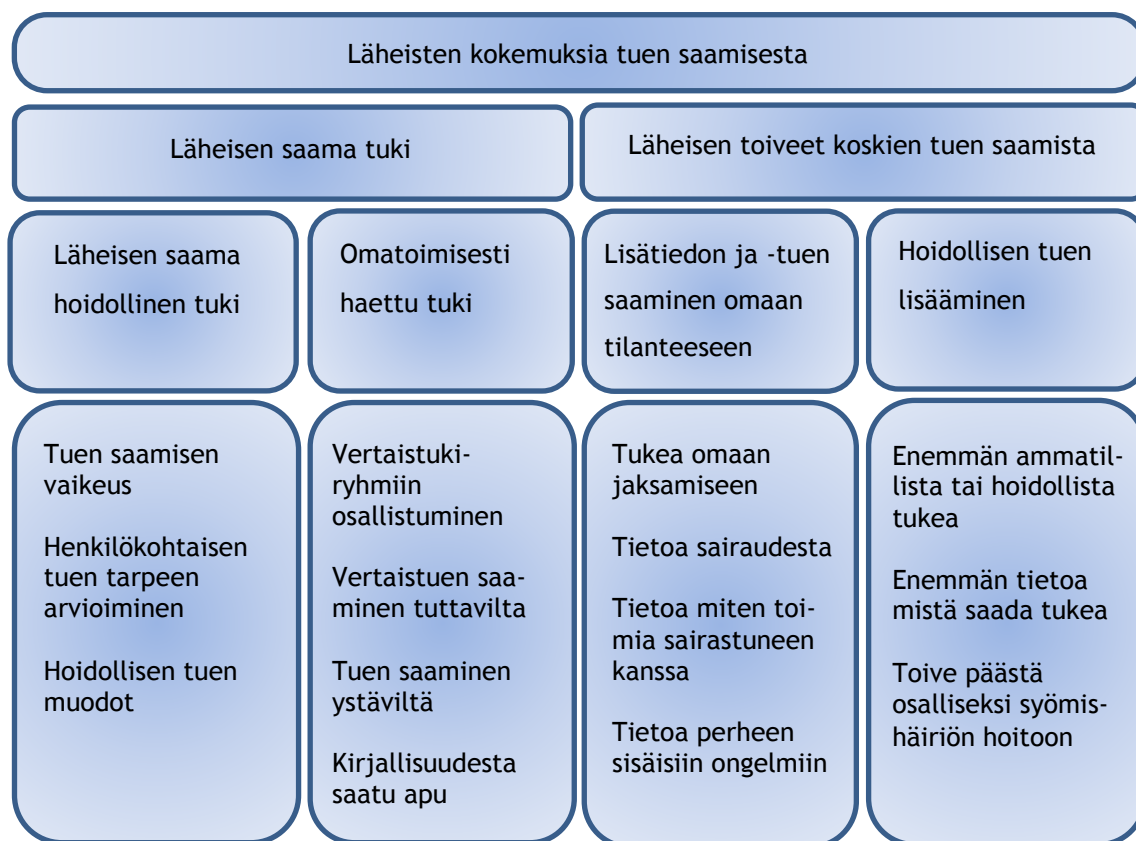 Läheisten kokemuksia tuen saamisesta
Läheisen saama tuki
Läheisen toiveet koskien tuen saamista
Läheisen saama
hoidollinen tuki
Omatoimisesti
haettu tuki
Lisätiedon ja -tuen
saaminen omaan
tilanteeseen
Hoidollisen tuen
lisääminen
Tuen saamisen
vaikeus
Henkilökohtaisen
tuen tarpeen
arvioiminen
Hoidollisen tuen
muodot
Vertaistuki-
ryhmiin
osallistuminen
Vertaistuen saa-
minen tuttavilta
Tuen saaminen
ystäviltä
Kirjallisuudesta
saatu apu
Tukea omaan
jaksamiseen
Tietoa sairaudesta
Tietoa miten toi-
mia sairastuneen
kanssa
Tietoa perheen
sisäisiin ongelmiin
Enemmän ammatil-
lista tai hoidollista
tukea
Enemmän tietoa
mistä saada tukea
Toive päästä
osalliseksi syömis-
häiriön hoitoon